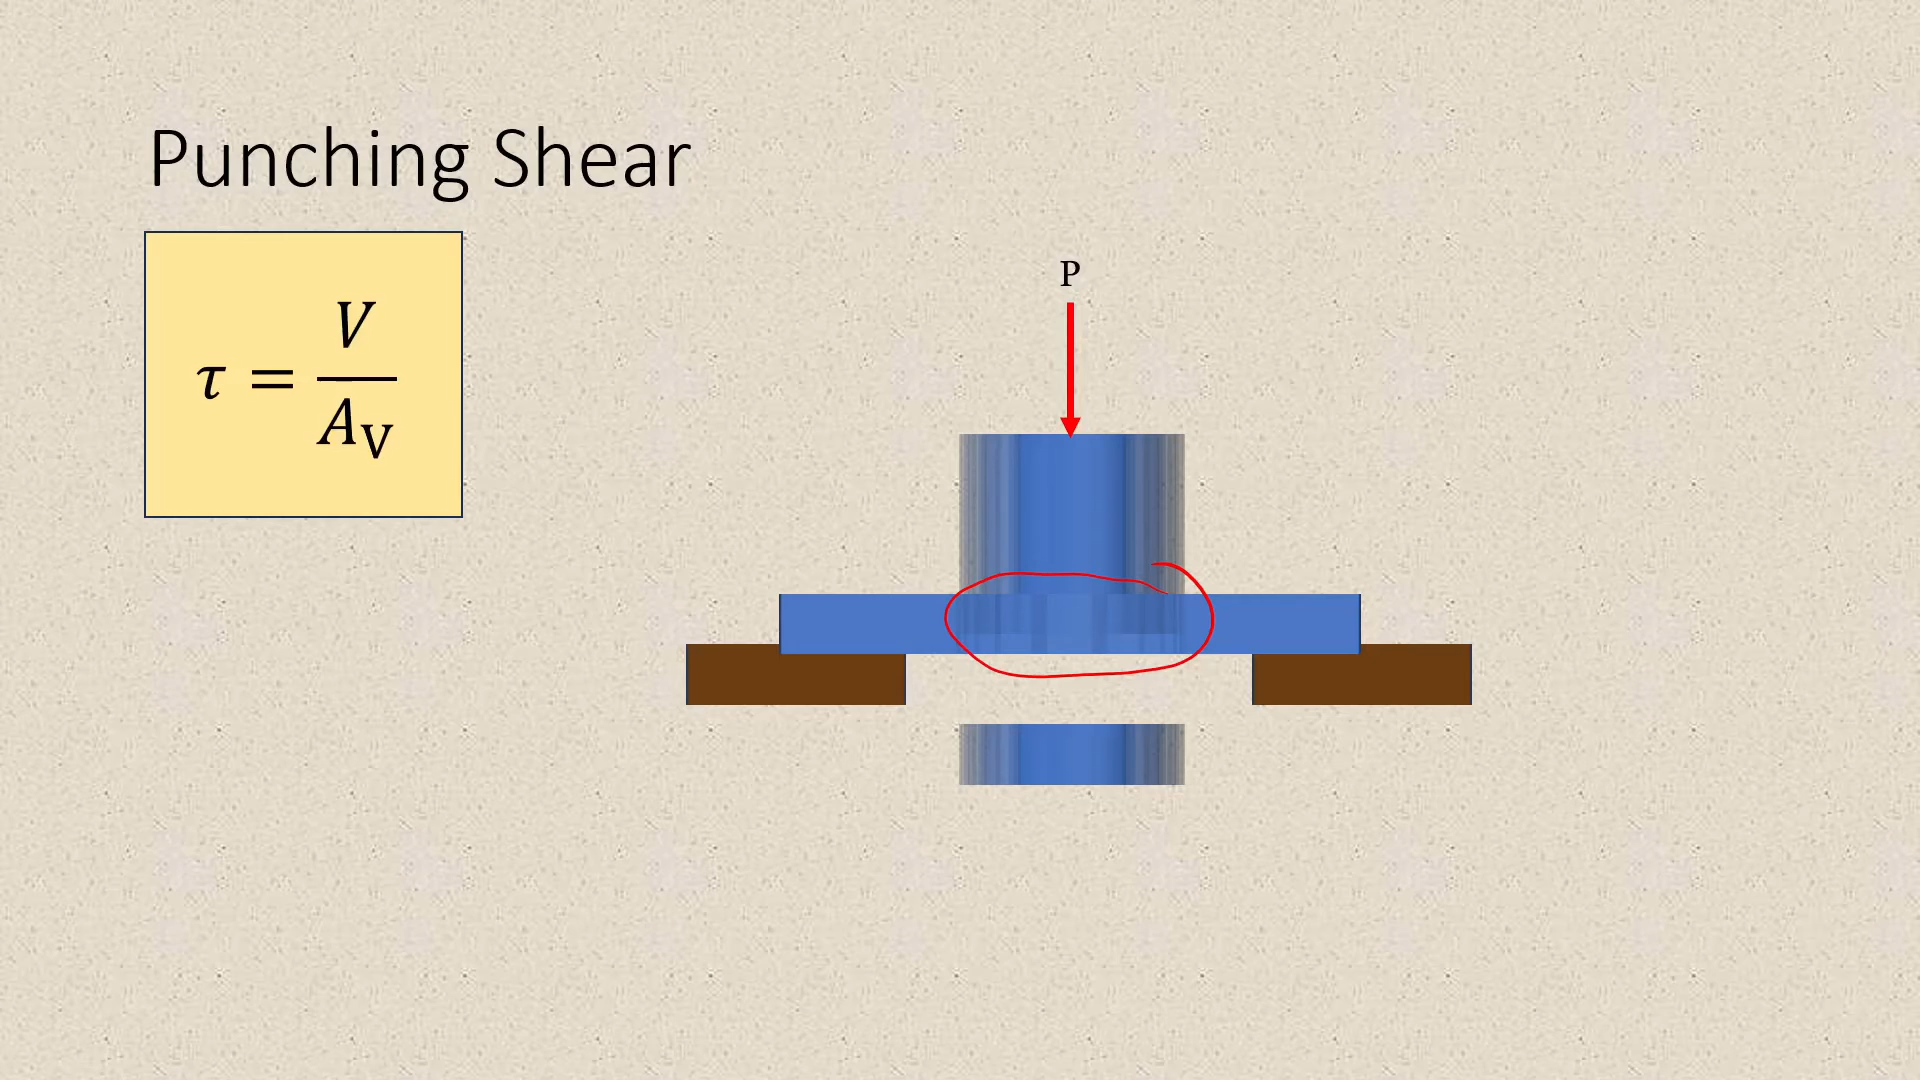 Punching Shear
τ = V / A_V
P